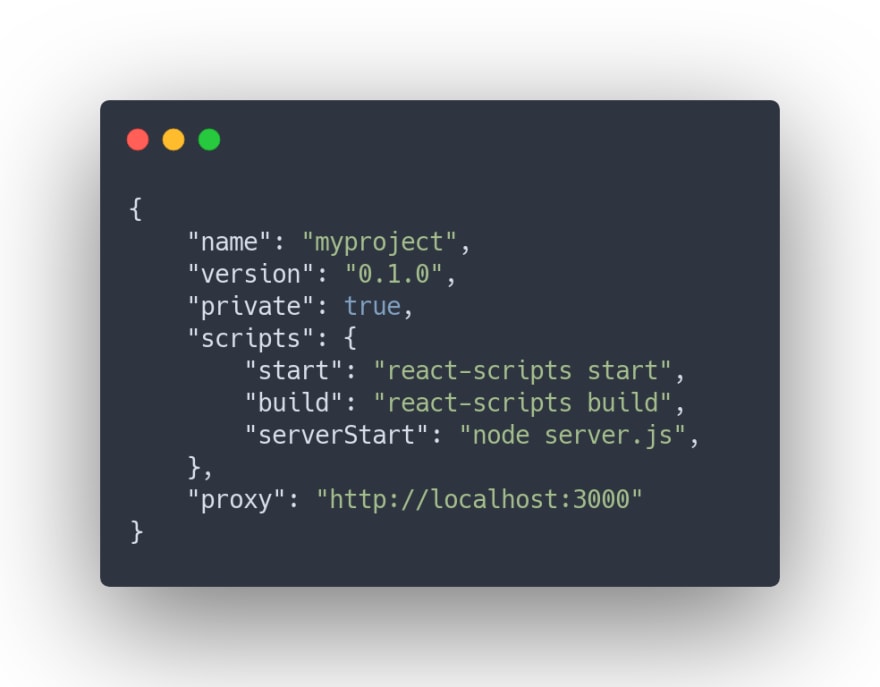 {
    "name": "myproject",
    "version": "0.1.0",
    "private": true,
    "scripts": {
        "start": "react-scripts start",
        "build": "react-scripts build",
        "serverStart": "node server.js",
    },
    "proxy": "http://localhost:3000"
}